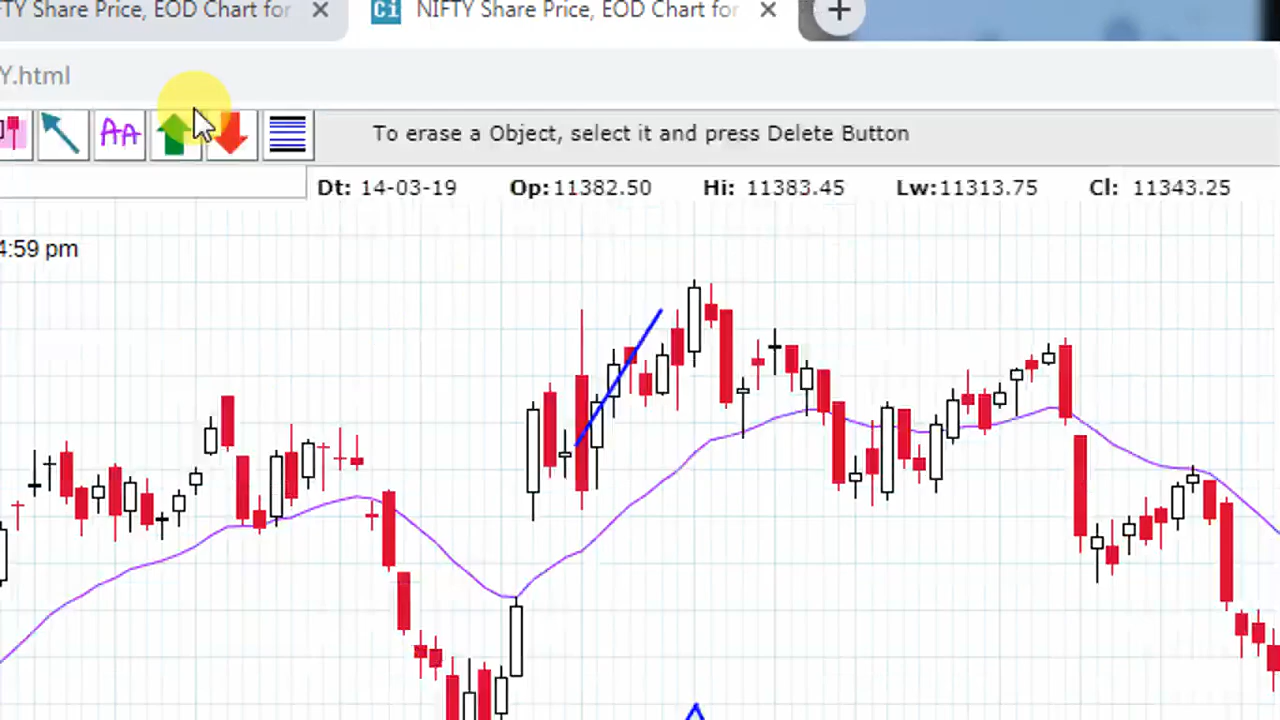 TY Share Price, EOD Chart for
Ci NIFTY Share Price, EOD Chart for
Y.html
AA
To erase a Object, select it and press Delete Button
Dt: 14-03-19 Op:11382.50 Hi: 11383.45 Lw:11313.75 Cl: 11343.25
4:59 pm